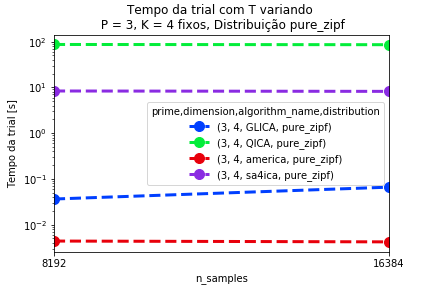 Tempo da trial com T variando
P = 3, K = 4 fixos, Distribuição pure_zipf
Tempo da trial [s]
10²
10¹
10⁰
10⁻¹
10⁻²
prime,dimension,algorithm_name,distribution
(3, 4, GLICA, pure_zipf)
(3, 4, QICA, pure_zipf)
(3, 4, america, pure_zipf)
(3, 4, sa4ica, pure_zipf)
8192
16384
n_samples